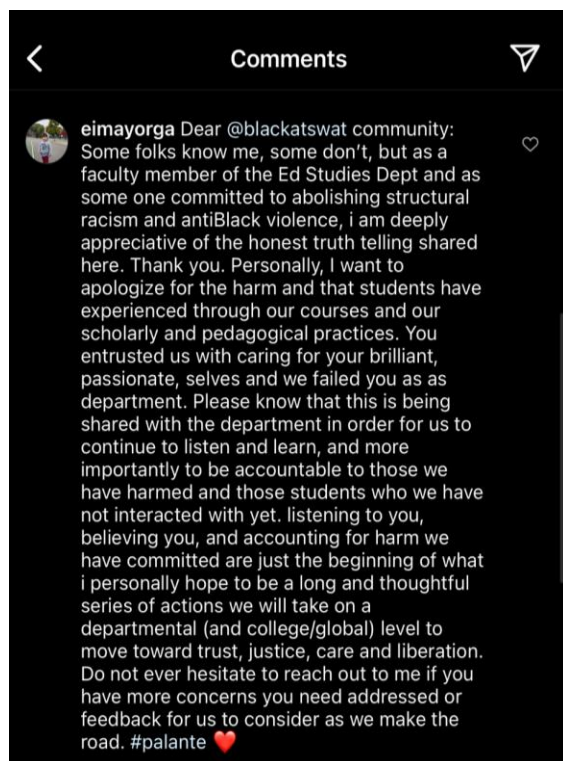 Comments
eimayorga Dear @blackatswat community:
Some folks know me, some don't, but as a
faculty member of the Ed Studies Dept and as
some one committed to abolishing structural
racism and antiBlack violence, i am deeply
appreciative of the honest truth telling shared
here. Thank you. Personally, I want to
apologize for the harm and that students have
experienced through our courses and our
scholarly and pedagogical practices. You
entrusted us with caring for your brilliant,
passionate, selves and we failed you as as
department. Please know that this is being
shared with the department in order for us to
continue to listen and learn, and more
importantly to be accountable to those we
have harmed and those students who we have
not interacted with yet. listening to you,
believing you, and accounting for harm we
have committed are just the beginning of what
i personally hope to be a long and thoughtful
series of actions we will take on a
departmental (and college/global) level to
move toward trust, justice, care and liberation.
Do not ever hesitate to reach out to me if you
have more concerns you need addressed or
feedback for us to consider as we make the
road. #palante ❤️